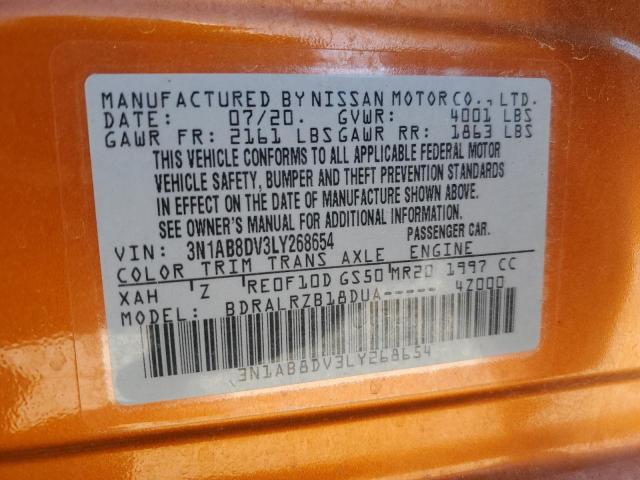 MANUFACTURED BY NISSAN MOTOR CO., LTD.
DATE: 07/20. GVWR: 4001 LBS
GAWR FR: 2161 LBS GAWR RR: 1863 LBS
THIS VEHICLE CONFORMS TO ALL APPLICABLE FEDERAL MOTOR
VEHICLE SAFETY, BUMPER AND THEFT PREVENTION STANDARDS
IN EFFECT ON THE DATE OF MANUFACTURE SHOWN ABOVE.
SEE OWNER'S MANUAL FOR ADDITIONAL INFORMATION.
VIN: 3N1AB8DV3LY268654 PASSENGER CAR.
COLOR TRIM TRANS AXLE ENGINE
XAH Z RE0F10D GS50 MR20 1997 CC
MODEL: BDRALRZB18DUA----- 4Z000
3N1AB8DV3LY268654